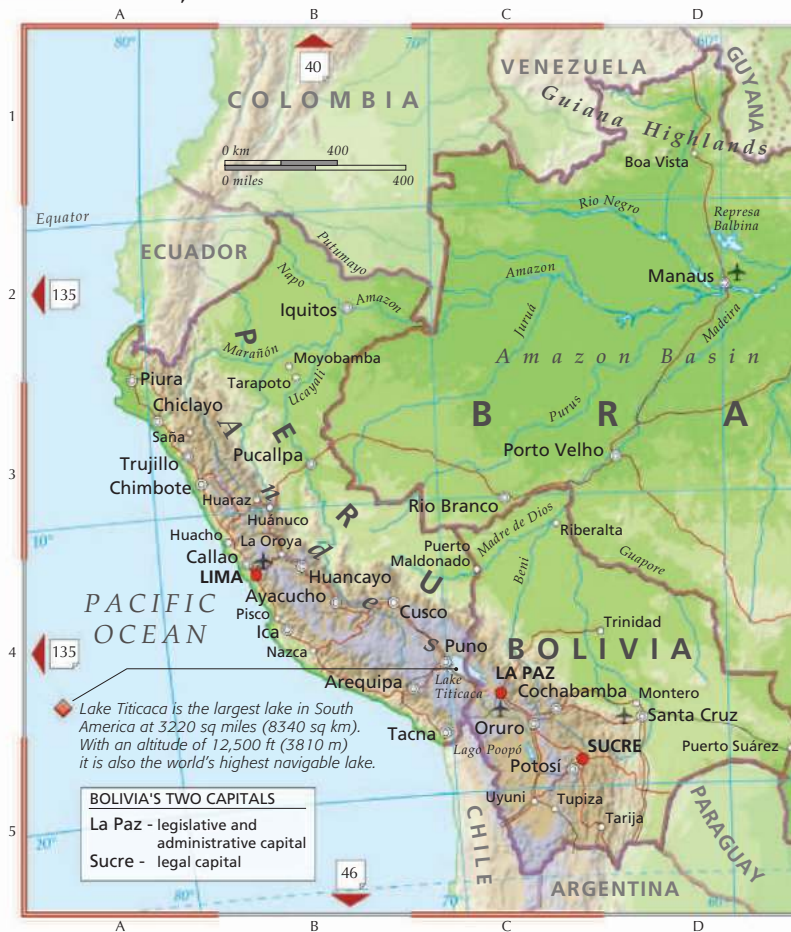 A B C D
80° 70° 60°
40
VENEZUELA
GUYANA
COLOMBIA
1
Guiana Highlands
0 km 400
0 miles 400
Boa Vista
Rio Negro
Equator
Represa
Balbina
ECUADOR
Putumayo
Napo
Amazon
Manaus
2
135
Iquitos
Amazon
Juruá
Madeira
PERU
Marañón
Moyobamba
Amazon Basin
Tarapoto
Ucayali
Piura
Purus
Chiclayo
BRA
Andes
Saña
Pucallpa
Porto Velho
Trujillo
3
Chimbote
Huaraz
Rio Branco
Huánuco
Madre de Dios
Riberalta
10°
Huacho
La Oroya
Puerto
Maldonado
Guapore
Callao
Beni
LIMA
Huancayo
Ayacucho
Cusco
PACIFIC
OCEAN
Pisco
Trinidad
Ica
Puno
BOLIVIA
4
135
Nazca
LA PAZ
Lake
Titicaca
Arequipa
Cochabamba
Montero
Santa Cruz
Lake Titicaca is the largest lake in South
America at 3220 sq miles (8340 sq km).
With an altitude of 12,500 ft (3810 m)
it is also the world's highest navigable lake.
Tacna
Oruro
Lago Poopó
SUCRE
Puerto Suárez
Potosí
BOLIVIA'S TWO CAPITALS
La Paz - legislative and
administrative capital
Sucre - legal capital
Uyuni
Tupiza
Tarija
PARAGUAY
CHILE
5
20°
46
ARGENTINA
80° 70° 60°
A B C D